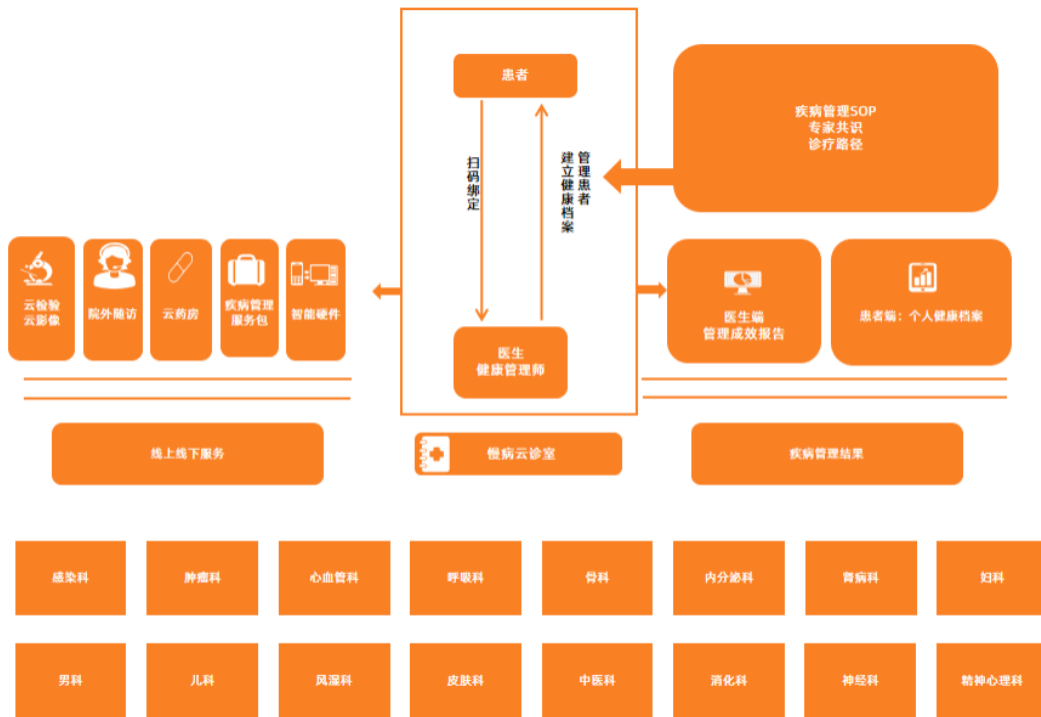 患者
疾病管理SOP
专家共识
诊疗路径
扫码绑定
管理患者
建立健康档案
云检验
云影像
院外随访
云药房
疾病管理
服务包
智能硬件
医生端
管理成效报告
患者端：个人健康档案
医生
健康管理师
线上线下服务
慢病云诊室
疾病管理结果
感染科
肿瘤科
心血管科
呼吸科
骨科
内分泌科
肾病科
妇科
男科
儿科
风湿科
皮肤科
中医科
消化科
神经科
精神心理科